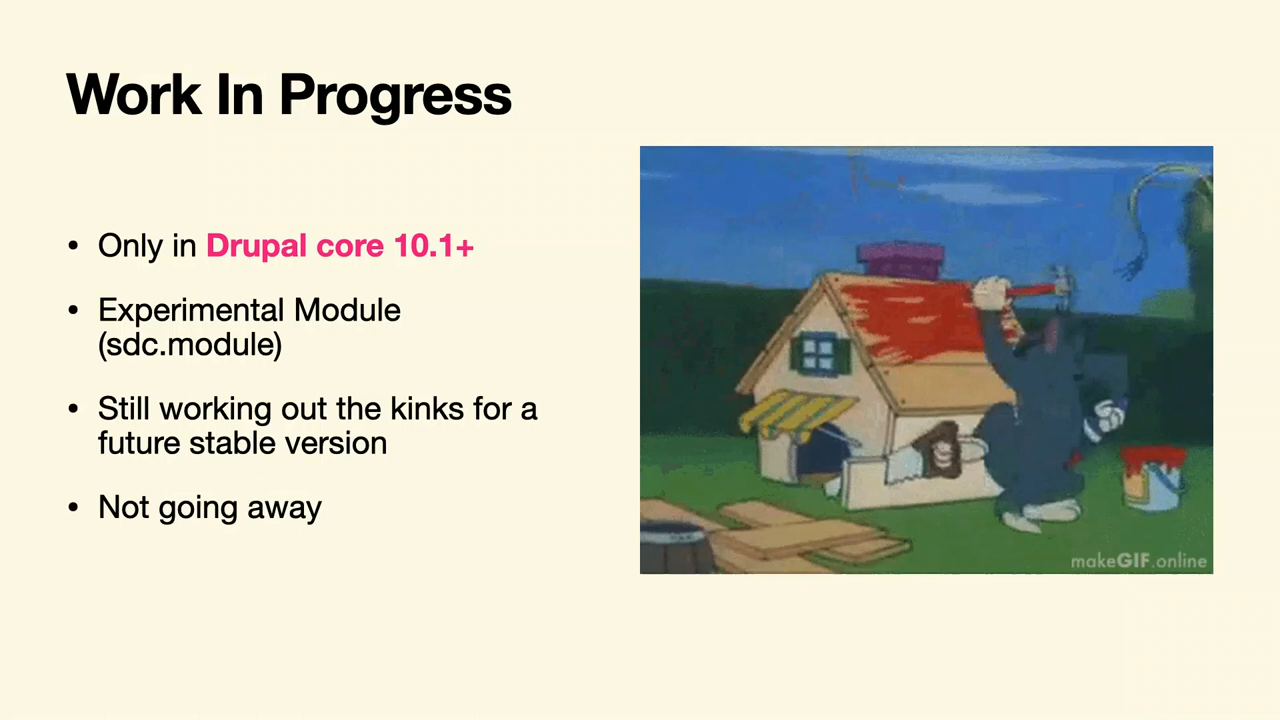 Work In Progress
• Only in Drupal core 10.1+
• Experimental Module
(sdc.module)
• Still working out the kinks for a
future stable version
• Not going away
makeGIF.online